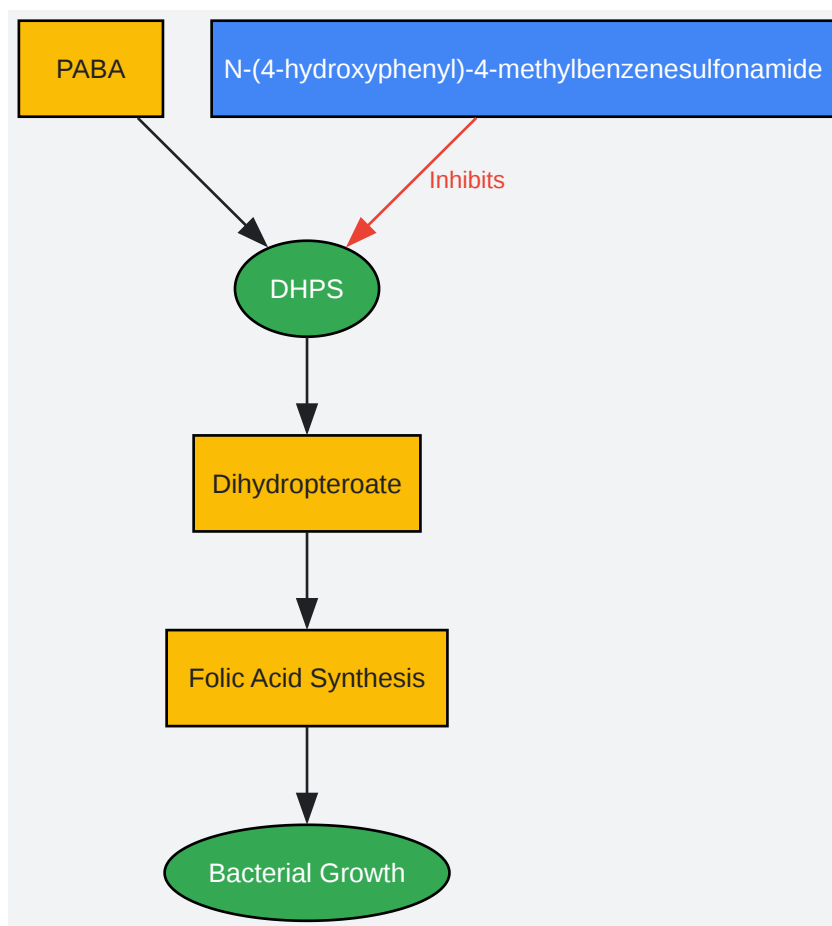 PABA
N-(4-hydroxyphenyl)-4-methylbenzenesulfonamide
Inhibits
DHPS
Dihydropteroate
Folic Acid Synthesis
Bacterial Growth